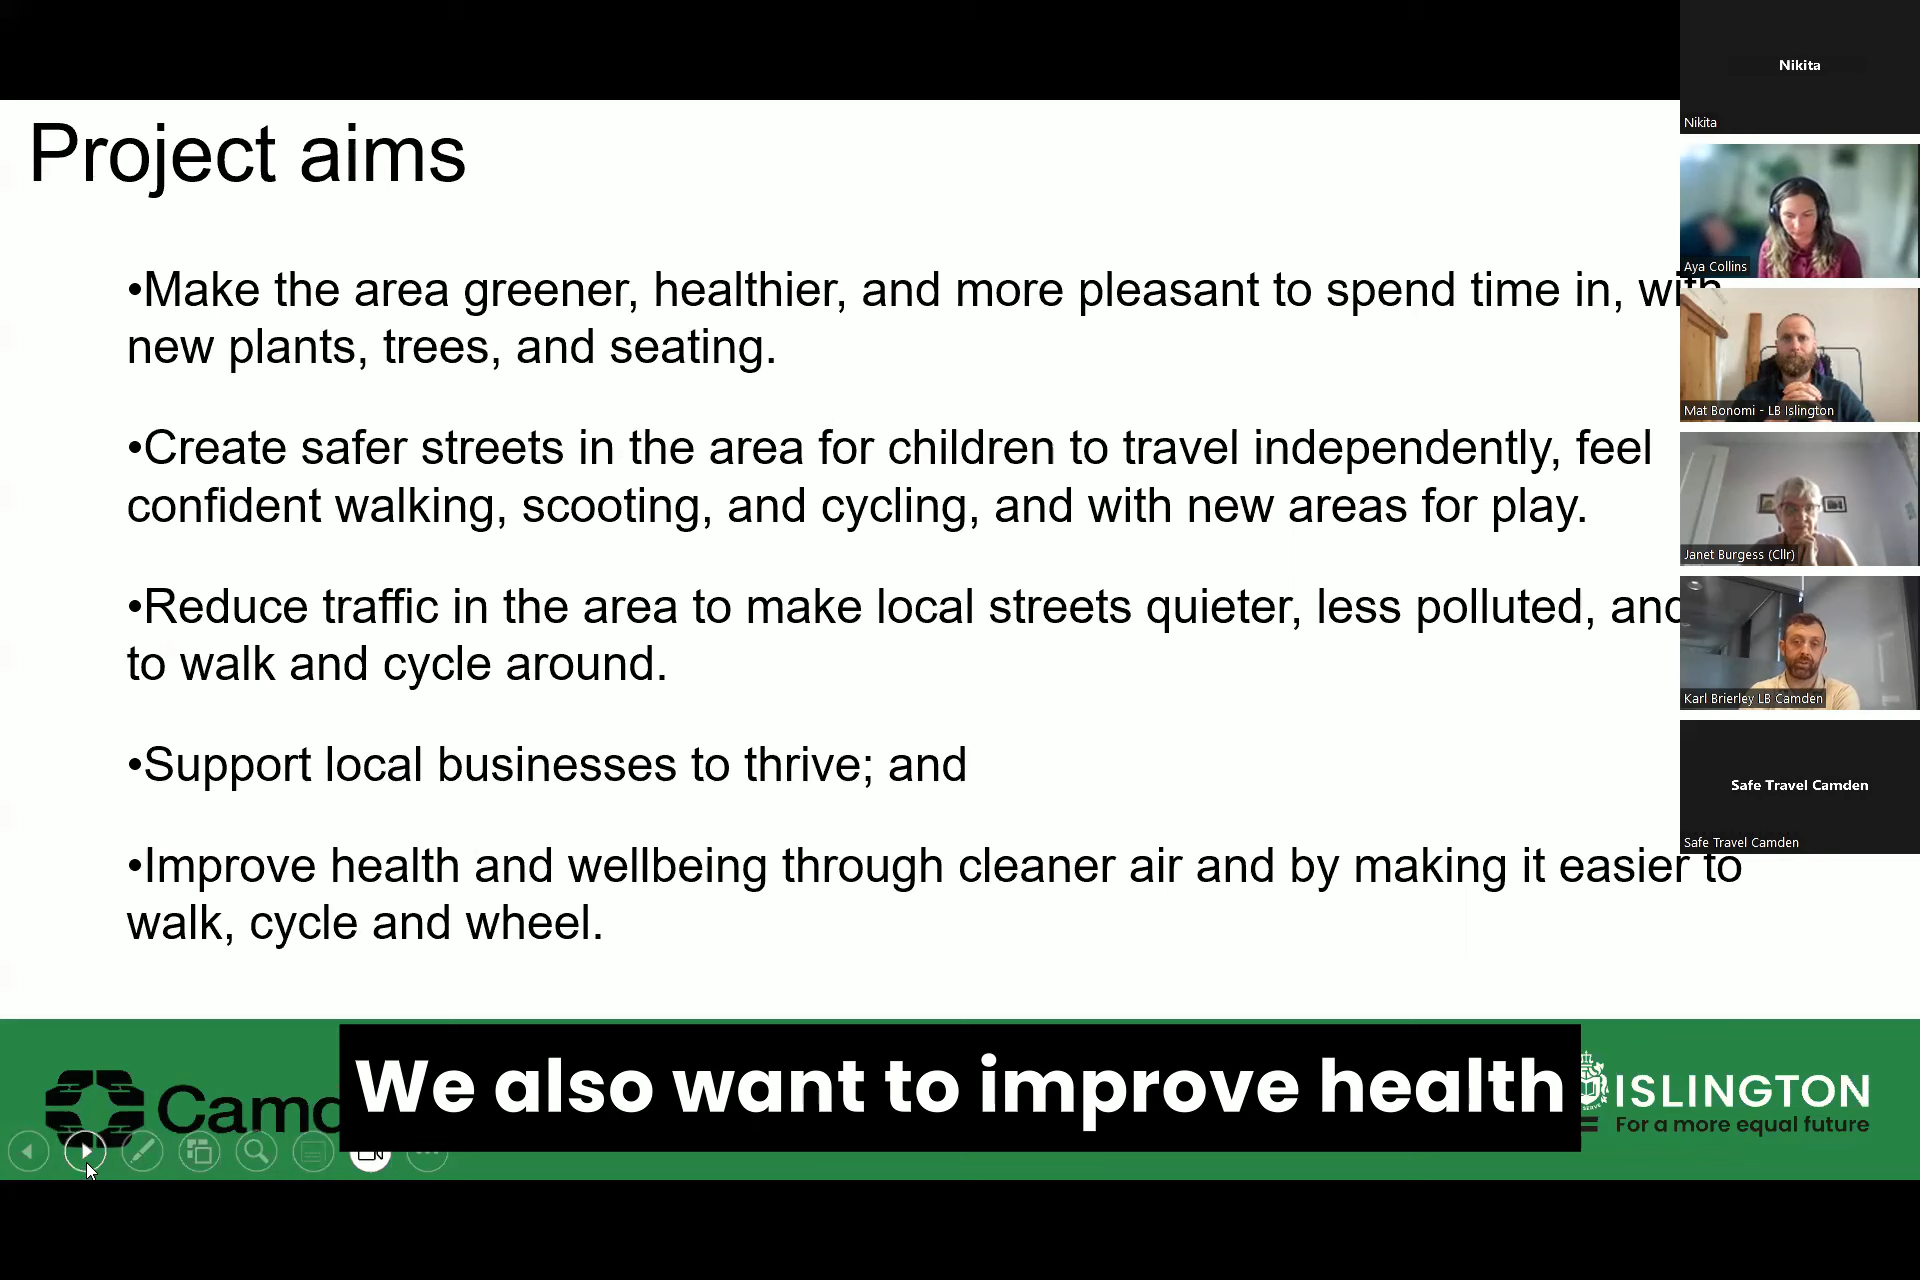 Project aims
•Make the area greener, healthier, and more pleasant to spend time in, with
new plants, trees, and seating.
•Create safer streets in the area for children to travel independently, feel
confident walking, scooting, and cycling, and with new areas for play.
•Reduce traffic in the area to make local streets quieter, less polluted, and
to walk and cycle around.
•Support local businesses to thrive; and
•Improve health and wellbeing through cleaner air and by making it easier to
walk, cycle and wheel.
Nikita
Nikita
Aya Collins
Mat Bonomi - LB Islington
Janet Burgess (Cllr)
Karl Brierley LB Camden
Safe Travel Camden
Safe Travel Camden
We also want to improve health
ISLINGTON
For a more equal future